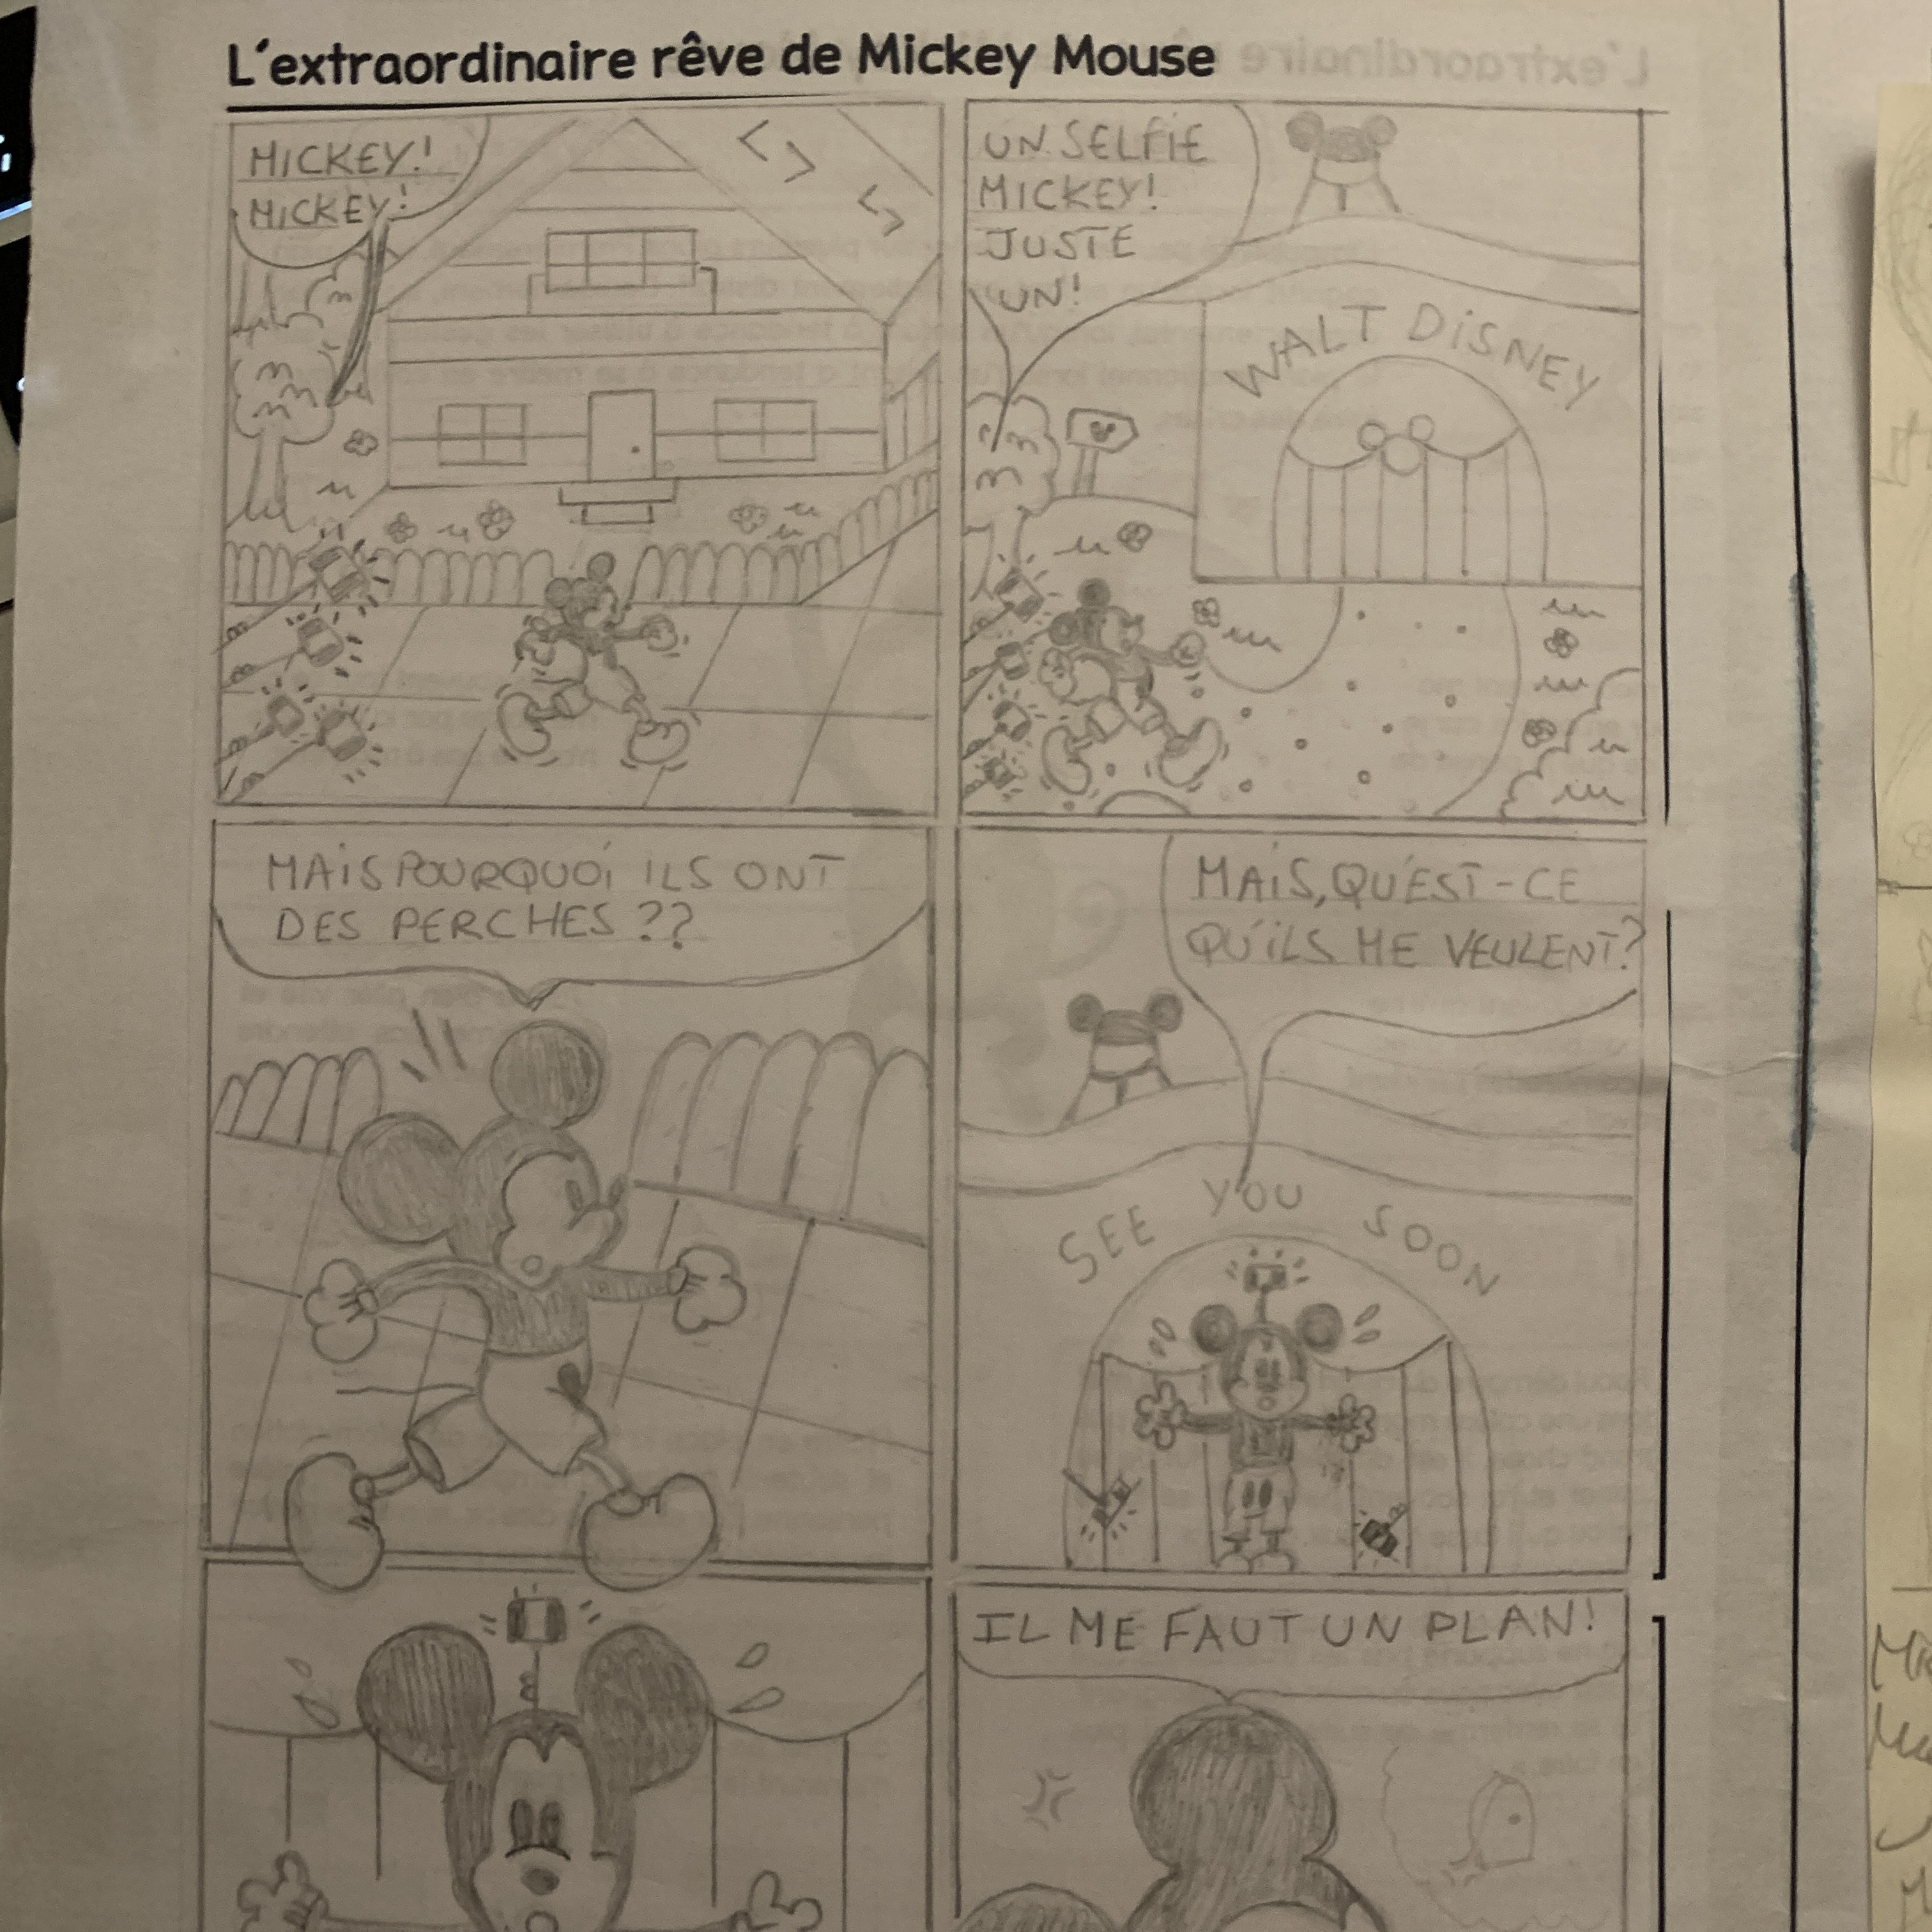 L'extraordinaire rêve de Mickey Mouse
MICKEY!
MICKEY!
UN SELFIE
MICKEY!
JUSTE
UN!
WALT DiSNEY
MAiS POURQUOi ILS ONT
DES PERCHES ??
MAiS, QU'EST-CE
QU'iLS ME VEULENT?
SEE YOU SOON
IL ME FAUT UN PLAN!